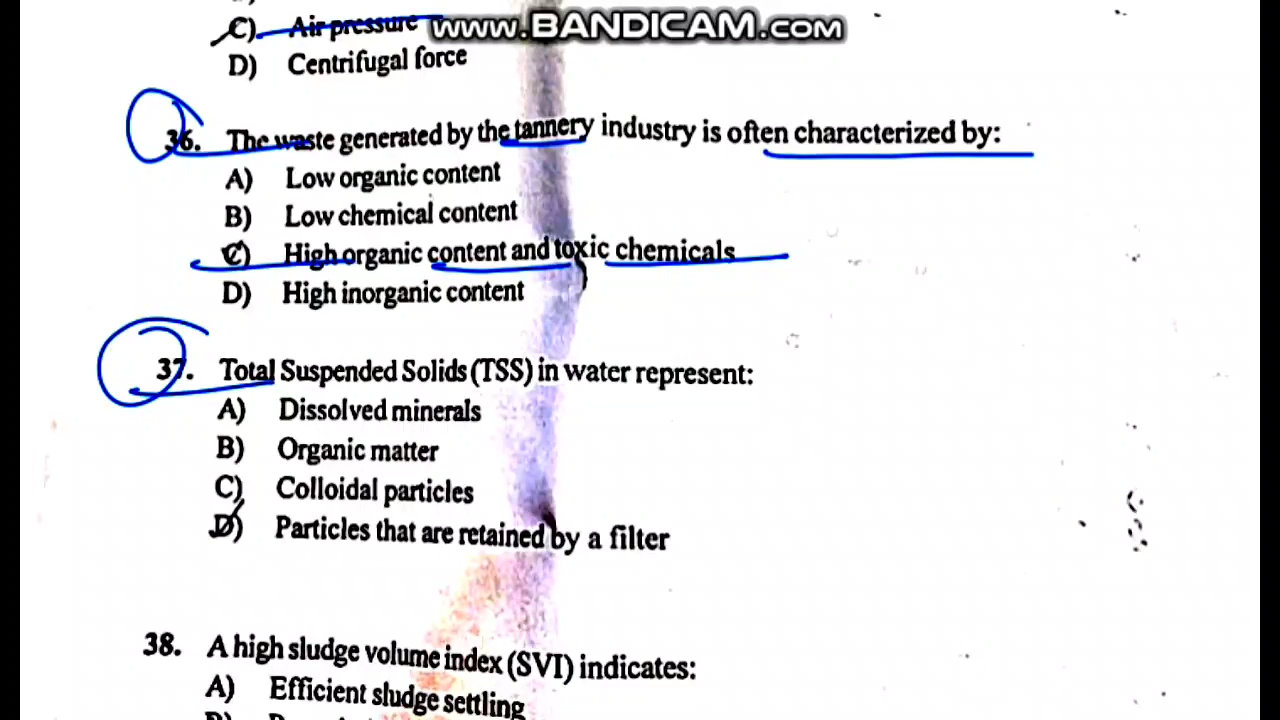 C) Air pressure www.BANDICAM.com
D) Centrifugal force
36. The waste generated by the tannery industry is often characterized by:
A) Low organic content
B) Low chemical content
C) High organic content and toxic chemicals
D) High inorganic content
37. Total Suspended Solids (TSS) in water represent:
A) Dissolved minerals
B) Organic matter
C) Colloidal particles
D) Particles that are retained by a filter
38. A high sludge volume index (SVI) indicates:
A) Efficient sludge settling